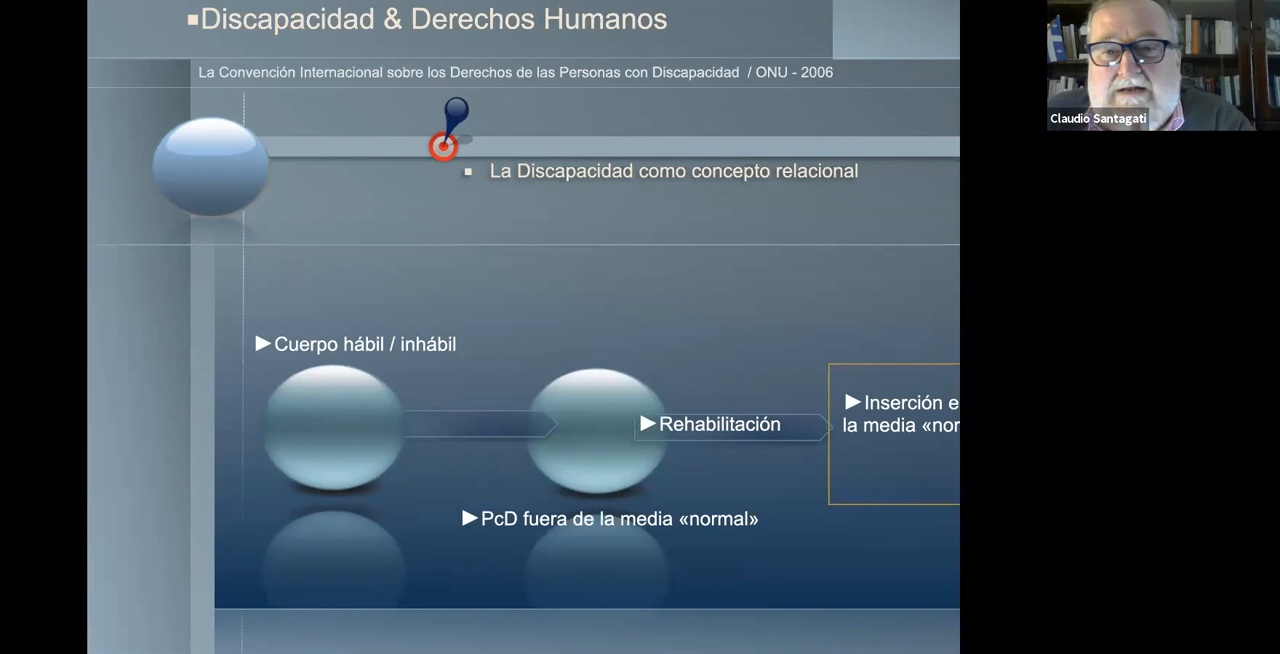 ▪Discapacidad & Derechos Humanos
La Convención Internacional sobre los Derechos de las Personas con Discapacidad / ONU - 2006
▪ La Discapacidad como concepto relacional
Claudio Santagati
►Cuerpo hábil / inhábil
►Rehabilitación
►Inserción e
la media «nor
►PcD fuera de la media «normal»